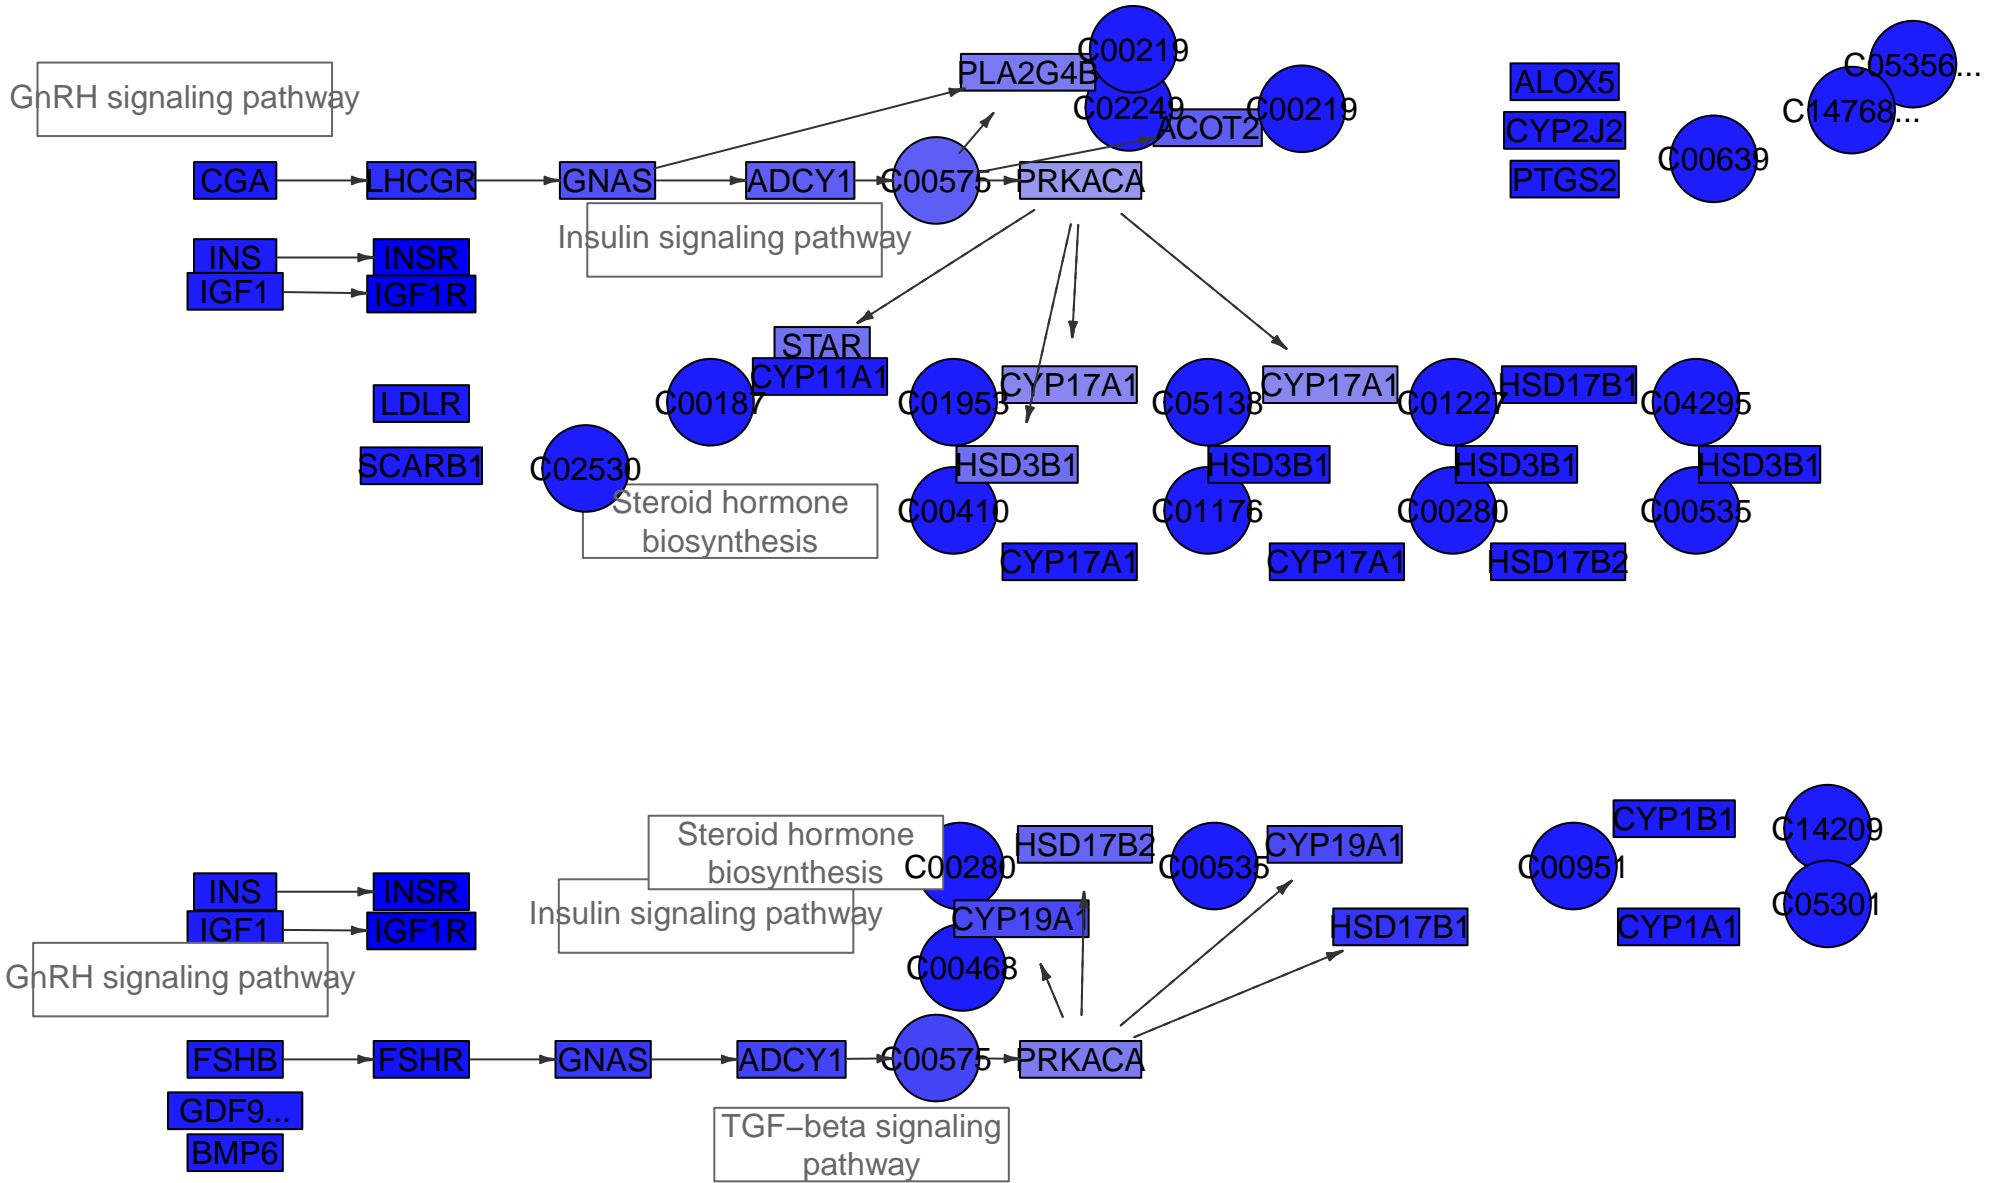 GnRH signaling pathway
PLA2G4B
C00219
C02249
ACOT2
C00219
ALOX5
CYP2J2
PTGS2
C00639
C05356...
C14768...
CGA
LHCGR
GNAS
ADCY1
C00575
PRKACA
Insulin signaling pathway
INS
INSR
IGF1
IGF1R
STAR
CYP11A1
C00187
C01953
CYP17A1
C05138
CYP17A1
C01227
HSD17B1
C04295
LDLR
SCARB1
C02530
HSD3B1
HSD3B1
HSD3B1
HSD3B1
Steroid hormone
biosynthesis
C00410
C01176
C00280
C00535
CYP17A1
CYP17A1
HSD17B2
Steroid hormone
biosynthesis
C00280
HSD17B2
C00535
CYP19A1
C00951
CYP1B1
C14209
INS
INSR
Insulin signaling pathway
CYP19A1
HSD17B1
CYP1A1
C05301
IGF1
IGF1R
GnRH signaling pathway
C00468
FSHB
FSHR
GNAS
ADCY1
C00575
PRKACA
GDF9...
BMP6
TGF−beta signaling
pathway